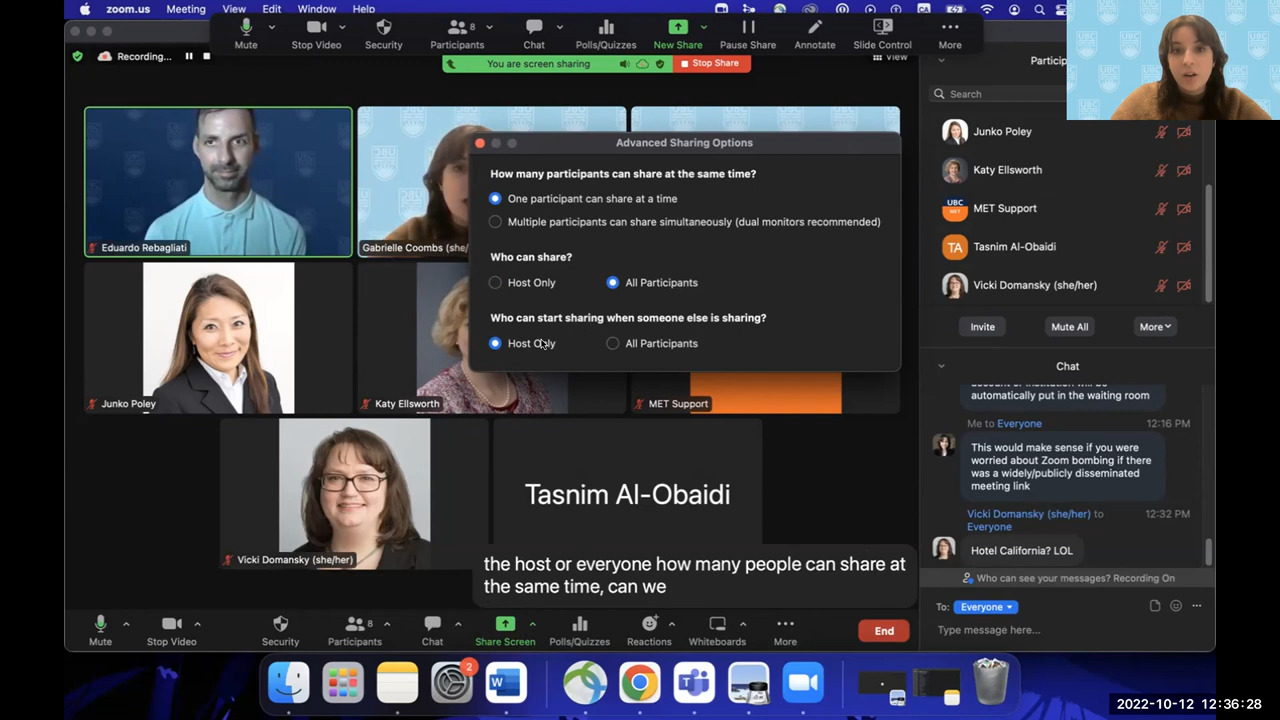 zoom.us Meeting View Edit Window Help
8
Mute Stop Video Security Participants Chat Polls/Quizzes New Share Pause Share Annotate Slide Control More
Recording...
You are screen sharing
Stop Share
View
UBC
Search
Junko Poley
Katy Ellsworth
UBC
MET
MET Support
TA
Tasnim Al-Obaidi
Vicki Domansky (she/her)
Invite
Mute All
More
Advanced Sharing Options
How many participants can share at the same time?
One participant can share at a time
Multiple participants can share simultaneously (dual monitors recommended)
Who can share?
Host Only
All Participants
Who can start sharing when someone else is sharing?
Host Only
All Participants
Eduardo Rebagliati
Gabrielle Coombs (she/
Junko Poley
Katy Ellsworth
MET Support
Vicki Domansky (she/her)
Tasnim Al-Obaidi
the host or everyone how many people can share at
the same time, can we
Chat
automatically put in the waiting room
Me to Everyone
12:16 PM
This would make sense if you were
worried about Zoom bombing if there
was a widely/publicly disseminated
meeting link
Vicki Domansky (she/her) to
Everyone
12:32 PM
Hotel California? LOL
Who can see your messages? Recording On
To: Everyone
Type message here...
8
Mute Stop Video Security Participants Chat Share Screen Polls/Quizzes Reactions Whiteboards More
End
2
W
2022-10-12 12:36:28